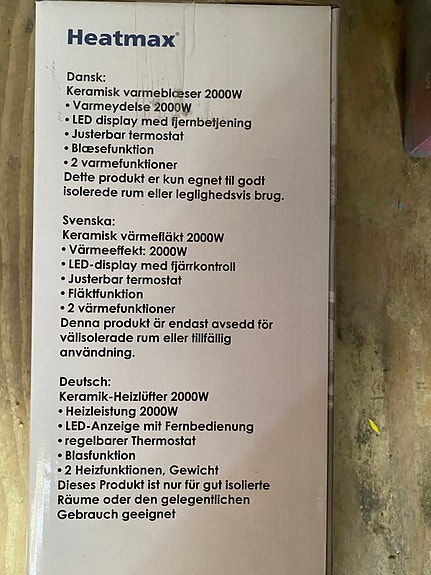 Heatmax®
Dansk:
Keramisk varmeblæser 2000W
• Varmeydelse 2000W
• LED display med fjernbetjening
• Justerbar termostat
• Blæsefunktion
• 2 varmefunktioner
Dette produkt er kun egnet til godt
isolerede rum eller leglighedsvis brug.
Svenska:
Keramisk värmefläkt 2000W
• Värmeeffekt: 2000W
• LED-display med fjärrkontroll
• Justerbar termostat
• Fläktfunktion
• 2 värmefunktioner
Denna produkt är endast avsedd för
välisolerade rum eller tillfällig
användning.
Deutsch:
Keramik-Heizlüfter 2000W
• Heizleistung 2000W
• LED-Anzeige mit Fernbedienung
• regelbarer Thermostat
• Blasfunktion
• 2 Heizfunktionen, Gewicht
Dieses Produkt ist nur für gut isolierte
Räume oder den gelegentlichen
Gebrauch geeignet